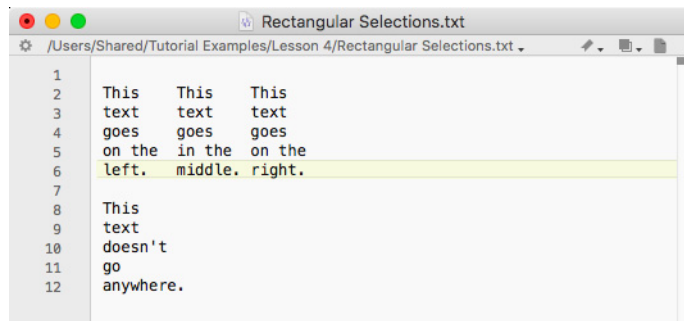 Rectangular Selections.txt
/Users/Shared/Tutorial Examples/Lesson 4/Rectangular Selections.txt
1
2 This This This
3 text text text
4 goes goes goes
5 on the in the on the
6 left. middle. right.
7
8 This
9 text
10 doesn't
11 go
12 anywhere.